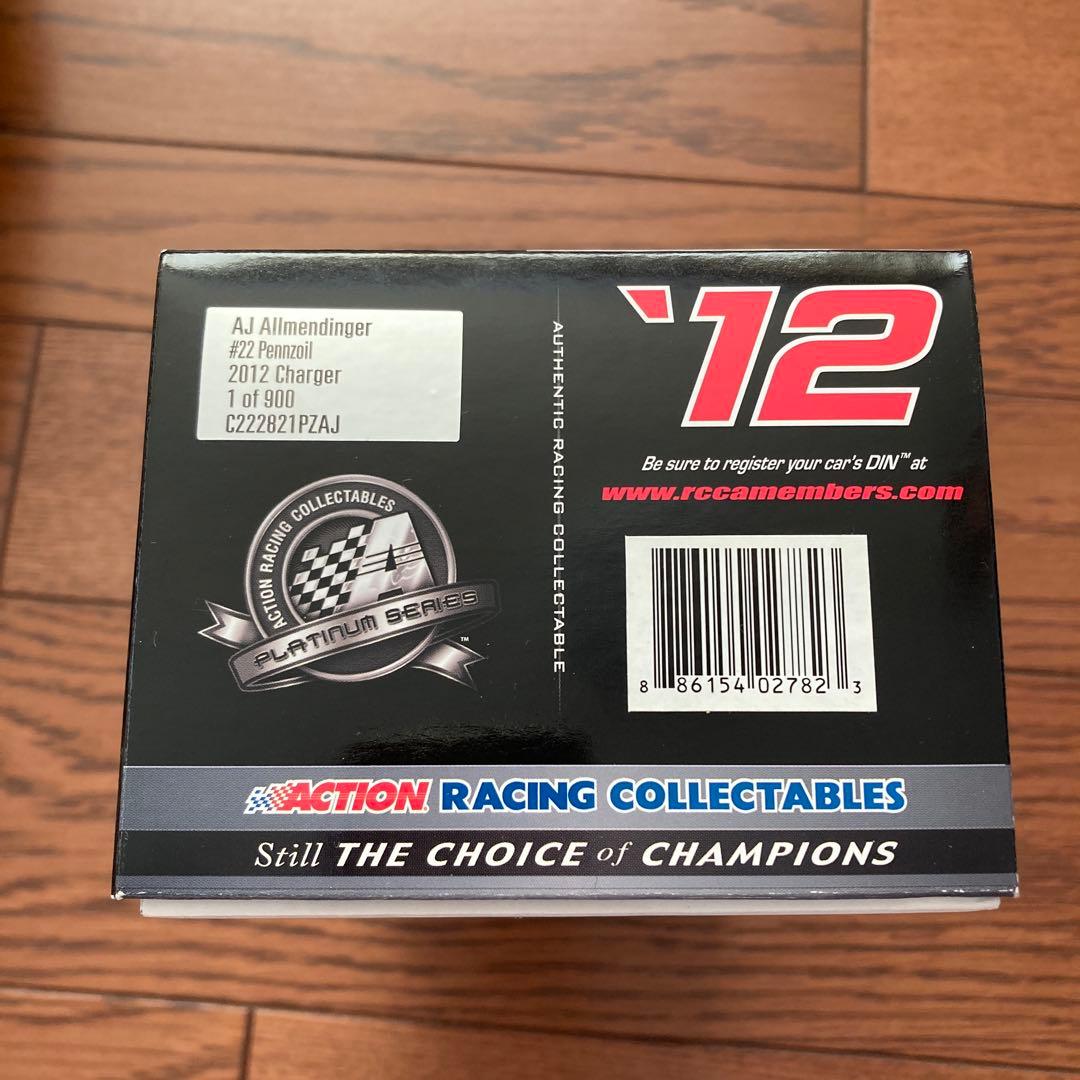 AJ Allmendinger
#22 Pennzoil
2012 Charger
1 of 900
C222821PZAJ
ACTION RACING COLLECTABLES
A
PLATINUM SERIES
TM
AUTHENTIC RACING COLLECTABLE
'12
Be sure to register your car's DIN™ at
www.rccamembers.com
8 86154 02782 3
ACTION RACING COLLECTABLES
Still THE CHOICE of CHAMPIONS